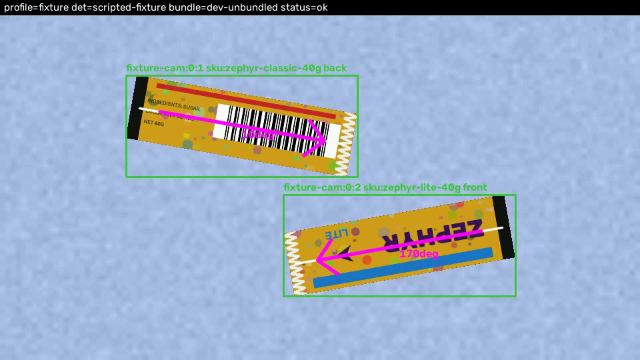 profile=fixture det=scripted-fixture bundle=dev-unbundled status=ok
fixture-cam:0:1 sku:zephyr-classic-40g back
INGREDIENTS: SUGAR,
NET 40G
fixture-cam:0:2 sku:zephyr-lite-40g front
LITE
ZEPHYR
170deg